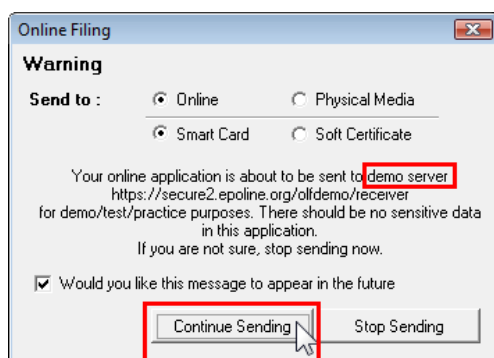 Online Filing
Warning
Send to : Online Physical Media
Smart Card Soft Certificate
Your online application is about to be sent to demo server
https://secure2.epoline.org/olfdemo/receiver
for demo/test/practice purposes. There should be no sensitive data
in this application.
If you are not sure, stop sending now.
Would you like this message to appear in the future
Continue Sending Stop Sending